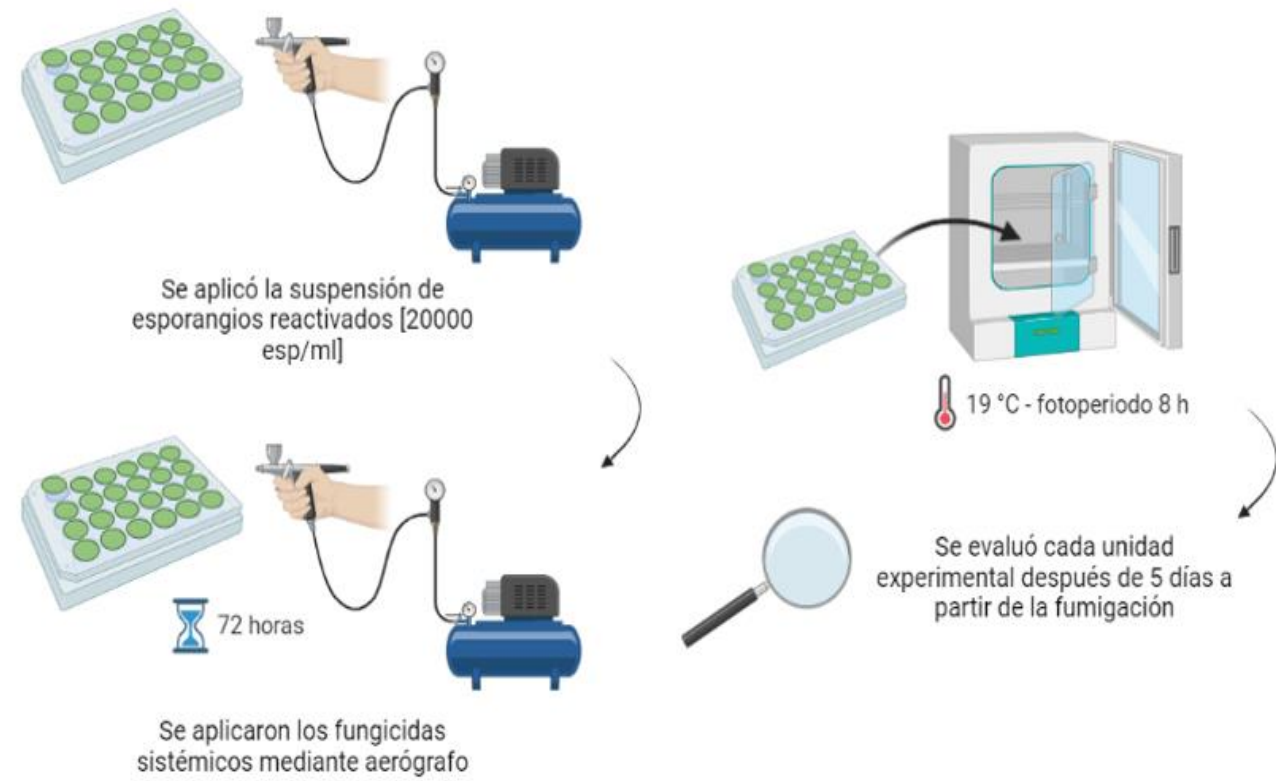 Se aplicó la suspensión de
esporangios reactivados [20000
esp/ml]
72 horas
Se aplicaron los fungicidas
sistémicos mediante aerógrafo
19 °C - fotoperiodo 8 h
Se evaluó cada unidad
experimental después de 5 días a
partir de la fumigación